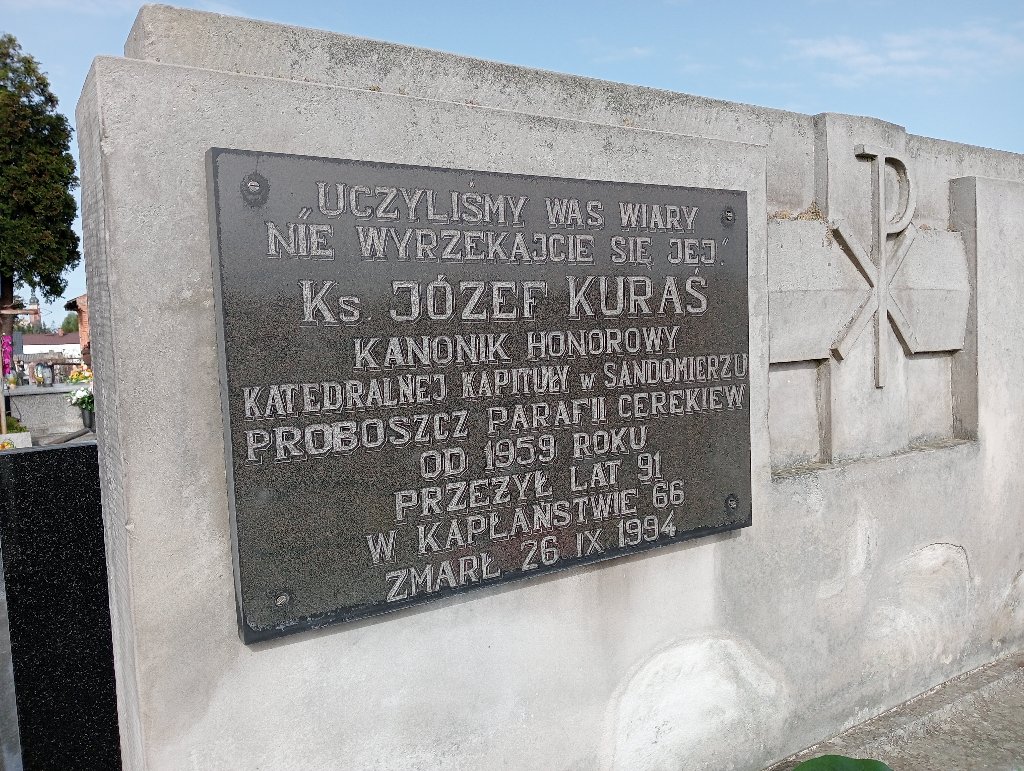 „UCZYLIŚMY WAS WIARY
NIE WYRZEKAJCIE SIĘ JEJ."
Ks. JÓZEF KURAŚ
KANONIK HONOROWY
KATEDRALNEJ KAPITUŁY w SANDOMIERZU
PROBOSZCZ PARAFII CEREKIEW
OD 1959 ROKU
PRZEŻYŁ LAT 91
W KAPŁAŃSTWIE 66
ZMARŁ 26 IX 1994